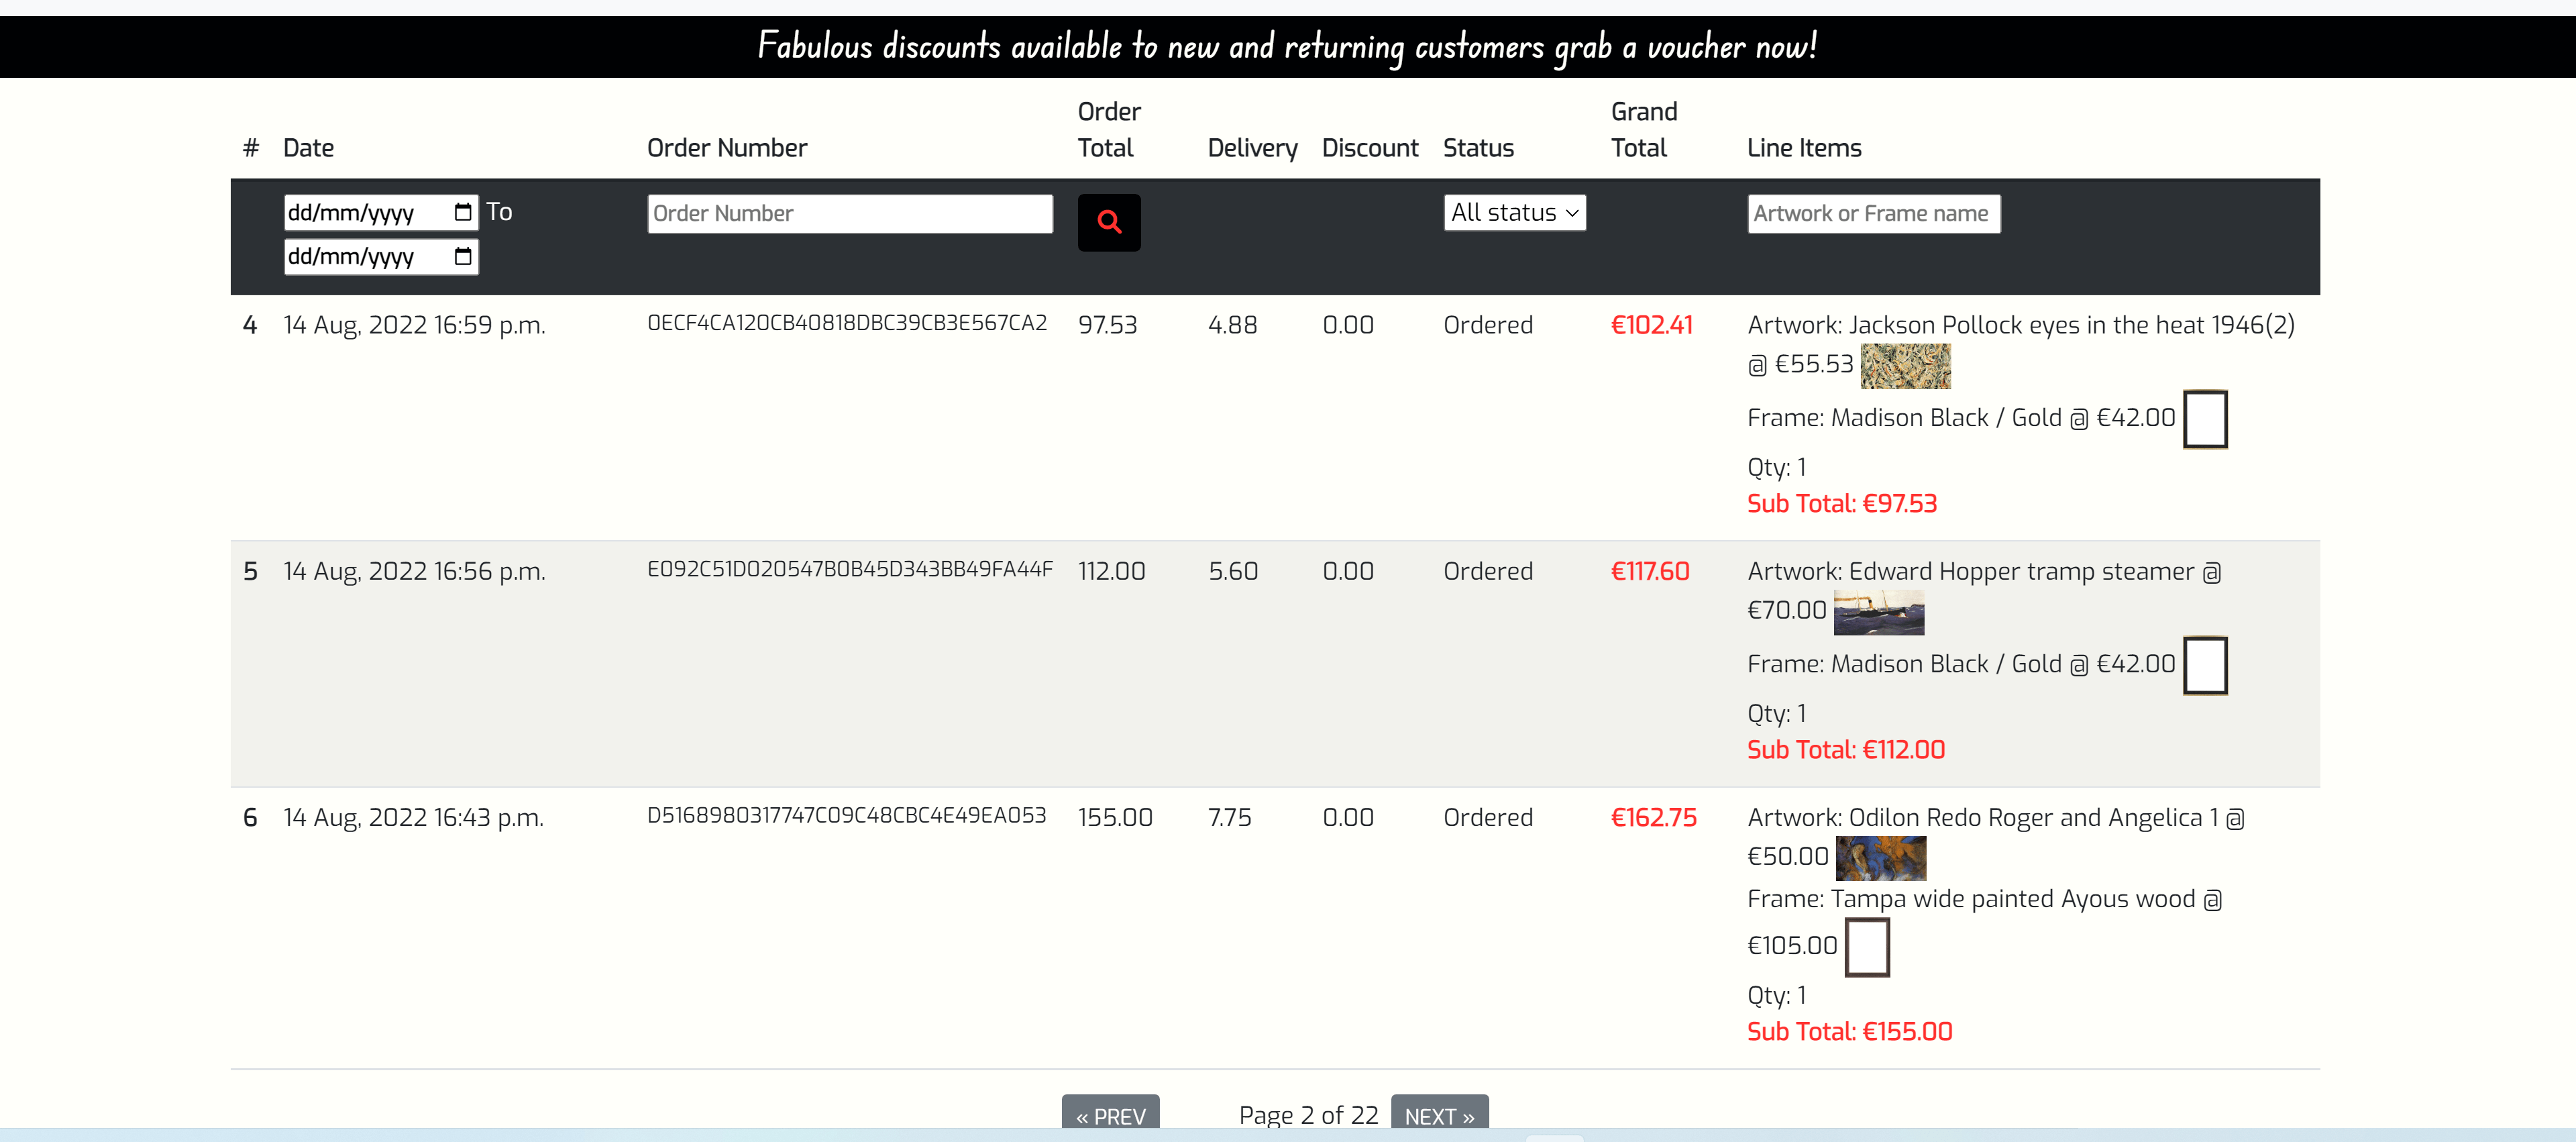 Fabulous discounts available to new and returning customers grab a voucher now!
# Date Order Number Order Total Delivery Discount Status Grand Total Line Items
dd/mm/yyyy To
dd/mm/yyyy
Order Number
All status
Artwork or Frame name
4 14 Aug, 2022 16:59 p.m. 0ECF4CA120CB40818DBC39CB3E567CA2 97.53 4.88 0.00 Ordered €102.41 Artwork: Jackson Pollock eyes in the heat 1946(2)
@ €55.53
Frame: Madison Black / Gold @ €42.00
Qty: 1
Sub Total: €97.53
5 14 Aug, 2022 16:56 p.m. E092C51D020547B0B45D343BB49FA44F 112.00 5.60 0.00 Ordered €117.60 Artwork: Edward Hopper tramp steamer @
€70.00
Frame: Madison Black / Gold @ €42.00
Qty: 1
Sub Total: €112.00
6 14 Aug, 2022 16:43 p.m. D5168980317747C09C48CBC4E49EA053 155.00 7.75 0.00 Ordered €162.75 Artwork: Odilon Redo Roger and Angelica 1 @
€50.00
Frame: Tampa wide painted Ayous wood @
€105.00
Qty: 1
Sub Total: €155.00
« PREV Page 2 of 22 NEXT »